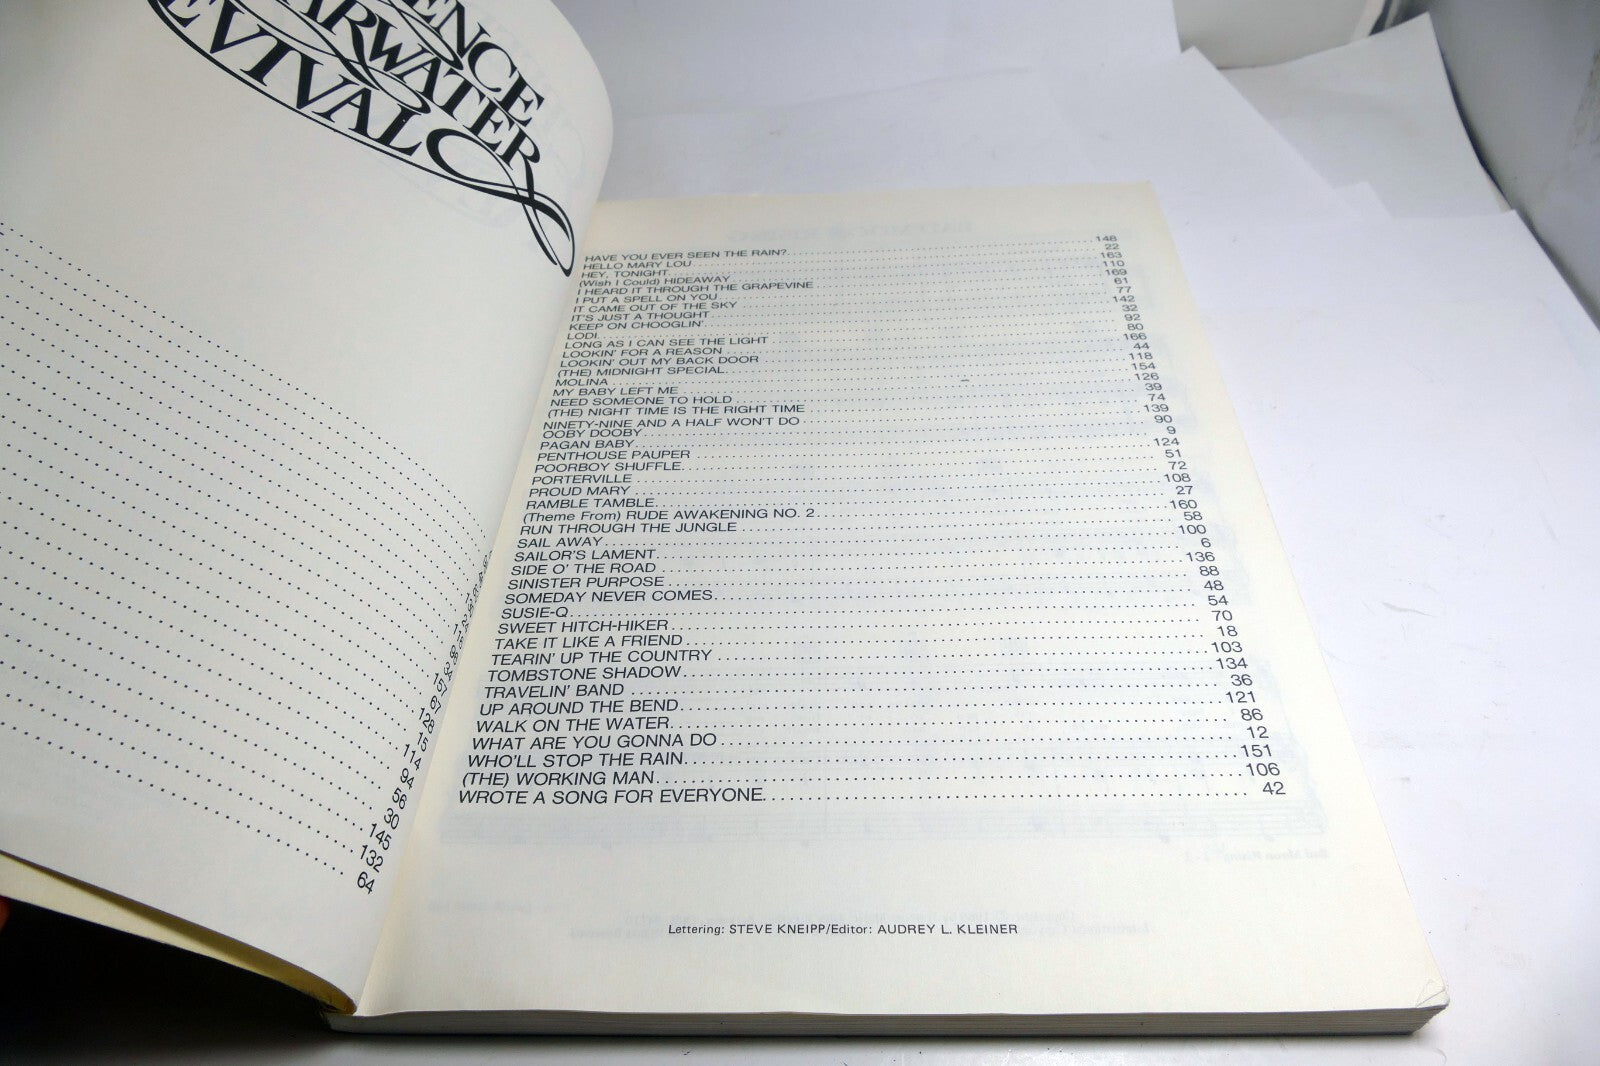 ENCE
ARWATER
EVIVAL
128
15
114
94
56
30
145
132
64
HAVE YOU EVER SEEN THE RAIN? 148
HELLO MARY LOU 22
HEY, TONIGHT 163
(Wish I Could) HIDEAWAY 110
I HEARD IT THROUGH THE GRAPEVINE 169
I PUT A SPELL ON YOU 61
IT CAME OUT OF THE SKY 77
IT'S JUST A THOUGHT 142
KEEP ON CHOOGLIN' 32
LODI 92
LONG AS I CAN SEE THE LIGHT 80
LOOKIN' FOR A REASON 166
LOOKIN' OUT MY BACK DOOR 44
(THE) MIDNIGHT SPECIAL 118
MOLINA 154
MY BABY LEFT ME 126
NEED SOMEONE TO HOLD 39
(THE) NIGHT TIME IS THE RIGHT TIME 74
NINETY-NINE AND A HALF WON'T DO 139
OOBY DOOBY 90
PAGAN BABY 9
PENTHOUSE PAUPER 124
POORBOY SHUFFLE 51
PORTERVILLE 72
PROUD MARY 108
RAMBLE TAMBLE 27
(Theme From) RUDE AWAKENING NO. 2 160
RUN THROUGH THE JUNGLE 58
SAIL AWAY 100
SAILOR'S LAMENT 6
SIDE O' THE ROAD 136
SINISTER PURPOSE 88
SOMEDAY NEVER COMES 48
SUSIE-Q 54
SWEET HITCH-HIKER 70
TAKE IT LIKE A FRIEND 18
TEARIN' UP THE COUNTRY 103
TOMBSTONE SHADOW 134
TRAVELIN' BAND 36
UP AROUND THE BEND 121
WALK ON THE WATER 86
WHAT ARE YOU GONNA DO 12
WHO'LL STOP THE RAIN 151
(THE) WORKING MAN 106
WROTE A SONG FOR EVERYONE 42
Lettering: STEVE KNEIPP/Editor: AUDREY L. KLEINER